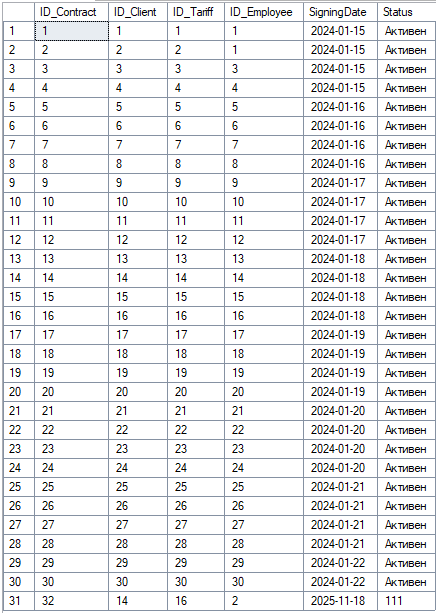 ID_Contract ID_Client ID_Tariff ID_Employee SigningDate Status
1 1 1 1 1 2024-01-15 Активен
2 2 2 2 1 2024-01-15 Активен
3 3 3 3 3 2024-01-15 Активен
4 4 4 4 4 2024-01-15 Активен
5 5 5 5 5 2024-01-16 Активен
6 6 6 6 6 2024-01-16 Активен
7 7 7 7 7 2024-01-16 Активен
8 8 8 8 8 2024-01-16 Активен
9 9 9 9 9 2024-01-17 Активен
10 10 10 10 10 2024-01-17 Активен
11 11 11 11 11 2024-01-17 Активен
12 12 12 12 12 2024-01-17 Активен
13 13 13 13 13 2024-01-18 Активен
14 14 14 14 14 2024-01-18 Активен
15 15 15 15 15 2024-01-18 Активен
16 16 16 16 16 2024-01-18 Активен
17 17 17 17 17 2024-01-19 Активен
18 18 18 18 18 2024-01-19 Активен
19 19 19 19 19 2024-01-19 Активен
20 20 20 20 20 2024-01-19 Активен
21 21 21 21 21 2024-01-20 Активен
22 22 22 22 22 2024-01-20 Активен
23 23 23 23 23 2024-01-20 Активен
24 24 24 24 24 2024-01-20 Активен
25 25 25 25 25 2024-01-21 Активен
26 26 26 26 26 2024-01-21 Активен
27 27 27 27 27 2024-01-21 Активен
28 28 28 28 28 2024-01-21 Активен
29 29 29 29 29 2024-01-22 Активен
30 30 30 30 30 2024-01-22 Активен
31 32 14 16 2 2025-11-18 111